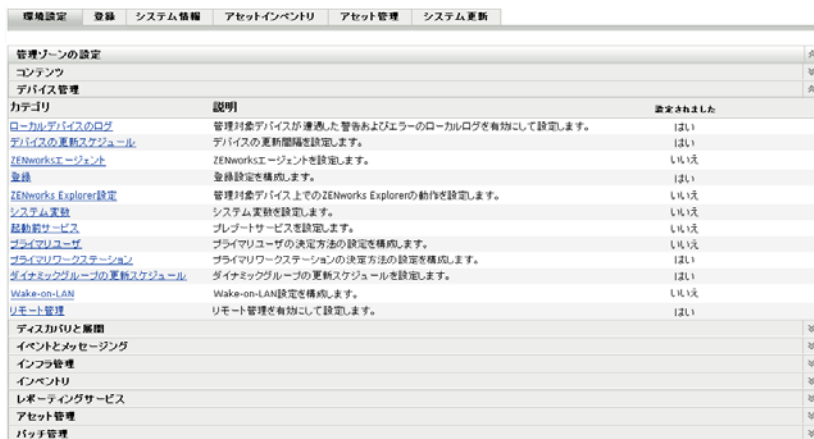 環境設定 登録 システム情報 アセットインベントリ アセット管理 システム更新
管理ゾーンの設定
コンテンツ
デバイス管理
カテゴリ 説明 設定されました
ローカルデバイスのログ 管理対象デバイスが遭遇した警告およびエラーのローカルログを有効にして設定します。 はい
デバイスの更新スケジュール デバイスの更新間隔を設定します。 はい
ZENworksエージェント ZENworksエージェントを設定します。 いいえ
登録 登録設定を構成します。 はい
ZENworks Explorer設定 管理対象デバイス上でのZENworks Explorerの動作を設定します。 いいえ
システム変数 システム変数を設定します。 いいえ
起動前サービス プレブートサービスを設定します。 いいえ
プライマリユーザ プライマリユーザの決定方法の設定を構成します。 いいえ
プライマリワークステーション プライマリワークステーションの決定方法の設定を構成します。 はい
ダイナミックグループの更新スケジュール ダイナミックグループの更新スケジュールを設定します。 はい
Wake-on-LAN Wake-on-LAN設定を構成します。 いいえ
リモート管理 リモート管理を有効にして設定します。 はい
ディスカバリと展開
イベントとメッセージング
インフラ管理
インベントリ
レポーティングサービス
アセット管理
パッチ管理